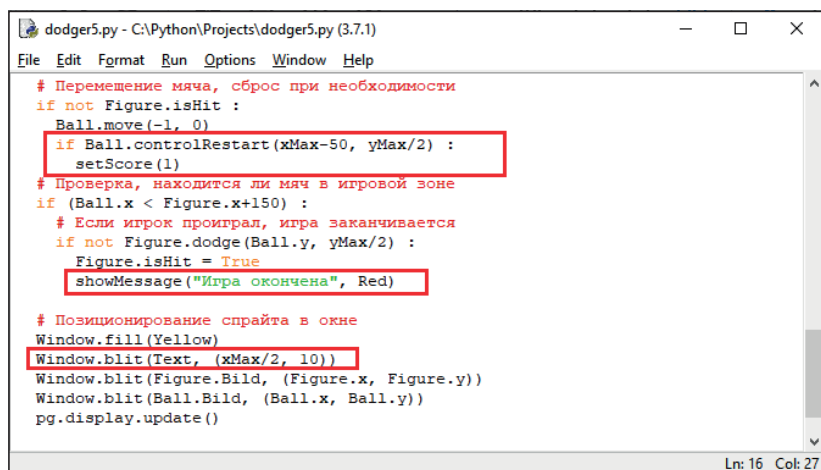 dodger5.py - C:\Python\Projects\dodger5.py (3.7.1)
File Edit Format Run Options Window Help
# Перемещение мяча, сброс при необходимости
if not Figure.isHit :
Ball.move(-1, 0)
if Ball.controlRestart(xMax-50, yMax/2) :
setScore(1)
# Проверка, находится ли мяч в игровой зоне
if (Ball.x < Figure.x+150) :
# Если игрок проиграл, игра заканчивается
if not Figure.dodge(Ball.y, yMax/2) :
Figure.isHit = True
showMessage("Игра окончена", Red)
# Позиционирование спрайта в окне
Window.fill(Yellow)
Window.blit(Text, (xMax/2, 10))
Window.blit(Figure.Bild, (Figure.x, Figure.y))
Window.blit(Ball.Bild, (Ball.x, Ball.y))
pg.display.update()
Ln: 16 Col: 27